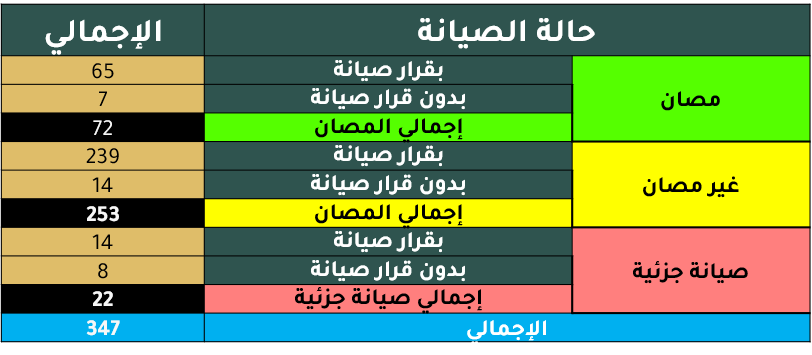 حالة الصيانة الإجمالي
مصان
بقرار صيانة 65
بدون قرار صيانة 7
إجمالي المصان 72
غير مصان
بقرار صيانة 239
بدون قرار صيانة 14
إجمالي المصان 253
صيانة جزئية
بقرار صيانة 14
بدون قرار صيانة 8
إجمالي صيانة جزئية 22
الإجمالي 347